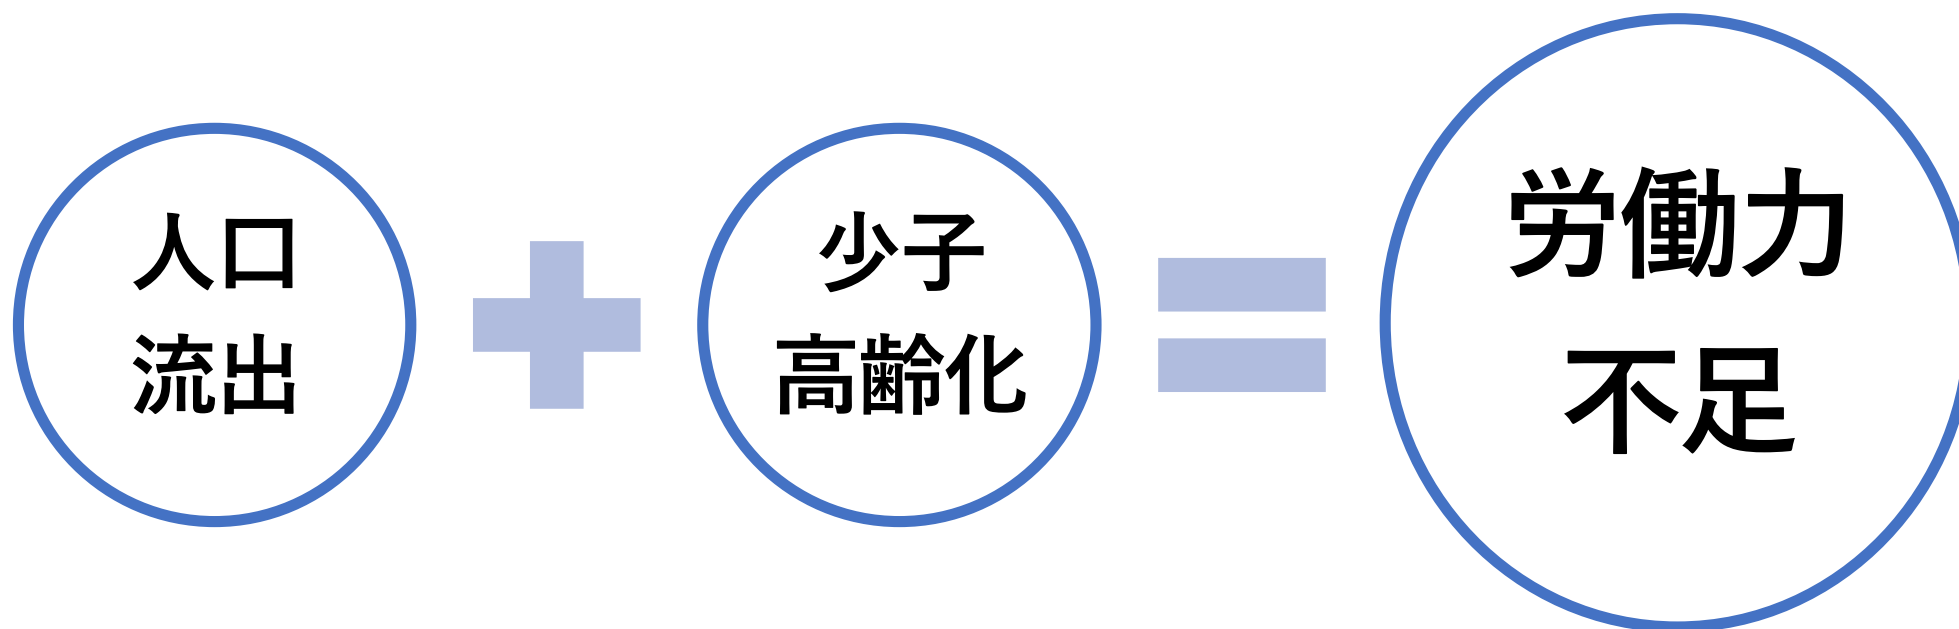 人口
流出
少子
高齢化
労働力
不足